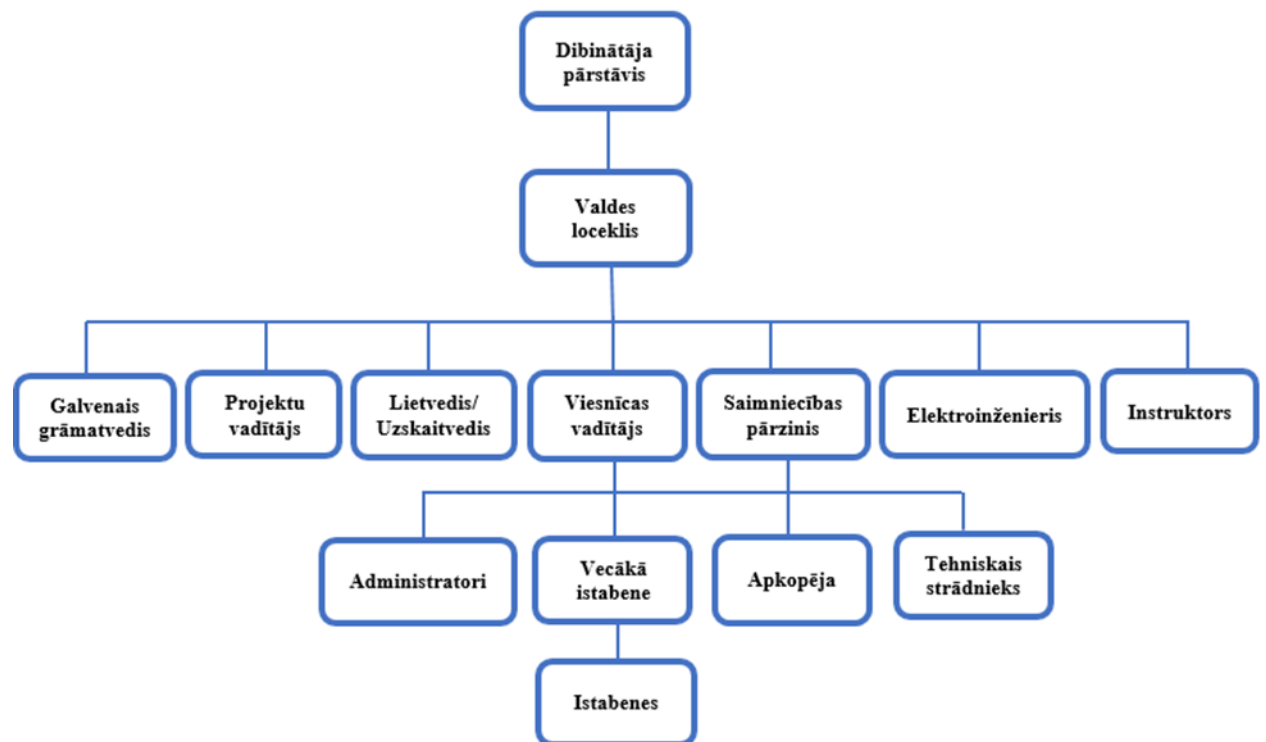 Dibinātāja
pārstāvis
Valdes
loceklis
Galvenais
grāmatvedis
Projektu
vadītājs
Lietvedis/
Uzskaitvedis
Viesnīcas
vadītājs
Saimniecības
pārzinis
Elektroinženieris
Instruktors
Administratori
Vecākā
istabene
Apkopēja
Tehniskais
strādnieks
Istabenes